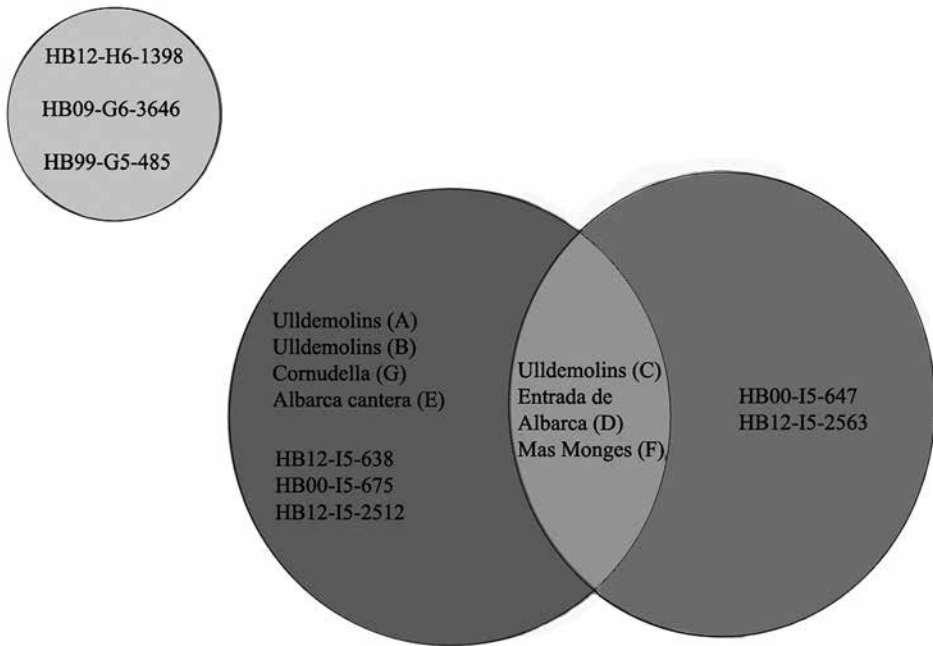 HB12-H6-1398
HB09-G6-3646
HB99-G5-485
Ulldemolins (A)
Ulldemolins (B)
Cornudella (G)
Albarca cantera (E)
HB12-I5-638
HB00-I5-675
HB12-I5-2512
Ulldemolins (C)
Entrada de
Albarca (D)
Mas Monges (F)
HB00-I5-647
HB12-I5-2563